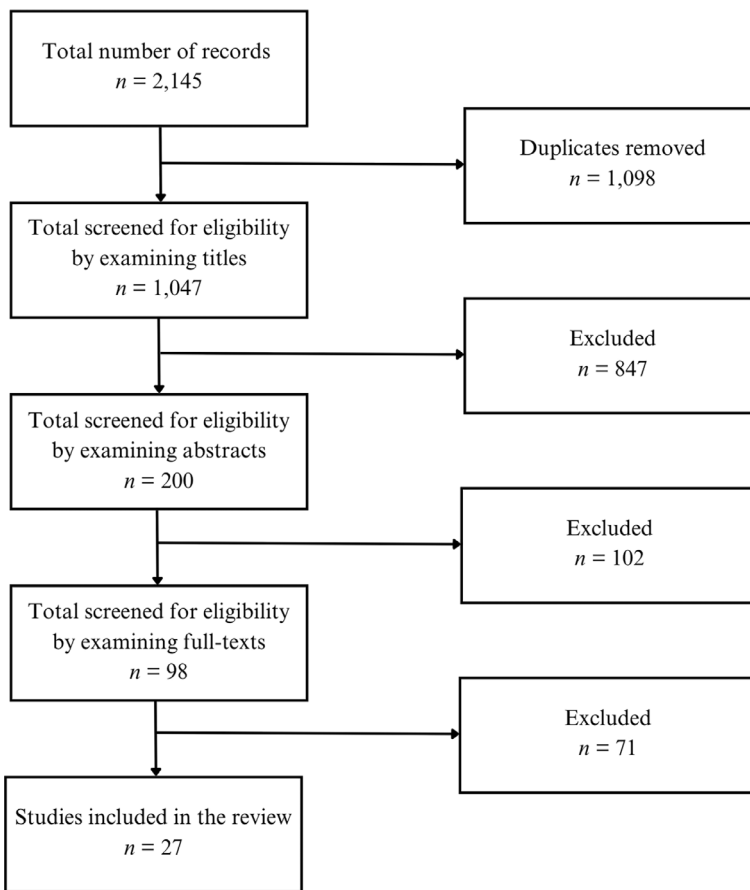 Total number of records
n = 2,145
Duplicates removed
n = 1,098
Total screened for eligibility
by examining titles
n = 1,047
Excluded
n = 847
Total screened for eligibility
by examining abstracts
n = 200
Excluded
n = 102
Total screened for eligibility
by examining full-texts
n = 98
Excluded
n = 71
Studies included in the review
n = 27